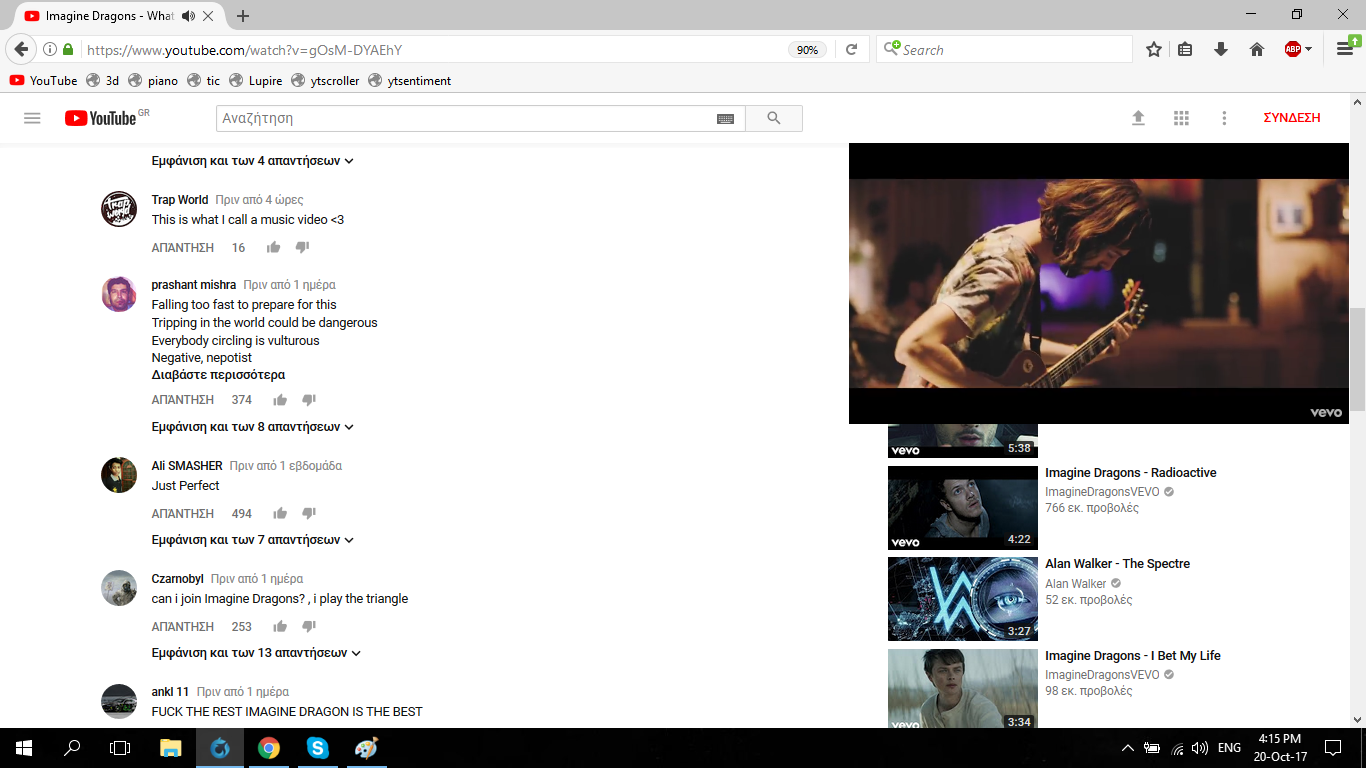 Imagine Dragons - What
https://www.youtube.com/watch?v=gOsM-DYAEhY
90%
Search
ABP
YouTube
3d
piano
tic
Lupire
ytscroller
ytsentiment
YouTube GR
Αναζήτηση
ΣΎΝΔΕΣΗ
Εμφάνιση και των 4 απαντήσεων
Trap World Πριν από 4 ώρες
This is what I call a music video <3
ΑΠΆΝΤΗΣΗ 16
prashant mishra Πριν από 1 ημέρα
Falling too fast to prepare for this
Tripping in the world could be dangerous
Everybody circling is vulturous
Negative, nepotist
Διαβάστε περισσότερα
ΑΠΆΝΤΗΣΗ 374
Εμφάνιση και των 8 απαντήσεων
Ali SMASHER Πριν από 1 εβδομάδα
Just Perfect
ΑΠΆΝΤΗΣΗ 494
Εμφάνιση και των 7 απαντήσεων
Czarnobyl Πριν από 1 ημέρα
can i join Imagine Dragons? , i play the triangle
ΑΠΆΝΤΗΣΗ 253
Εμφάνιση και των 13 απαντήσεων
ankl 11 Πριν από 1 ημέρα
FUCK THE REST IMAGINE DRAGON IS THE BEST
vevo
vevo
5:38
vevo
4:22
Imagine Dragons - Radioactive
ImagineDragonsVEVO
766 εκ. προβολές
3:27
Alan Walker - The Spectre
Alan Walker
52 εκ. προβολές
vevo
3:34
Imagine Dragons - I Bet My Life
ImagineDragonsVEVO
98 εκ. προβολές
ENG
4:15 PM
20-Oct-17